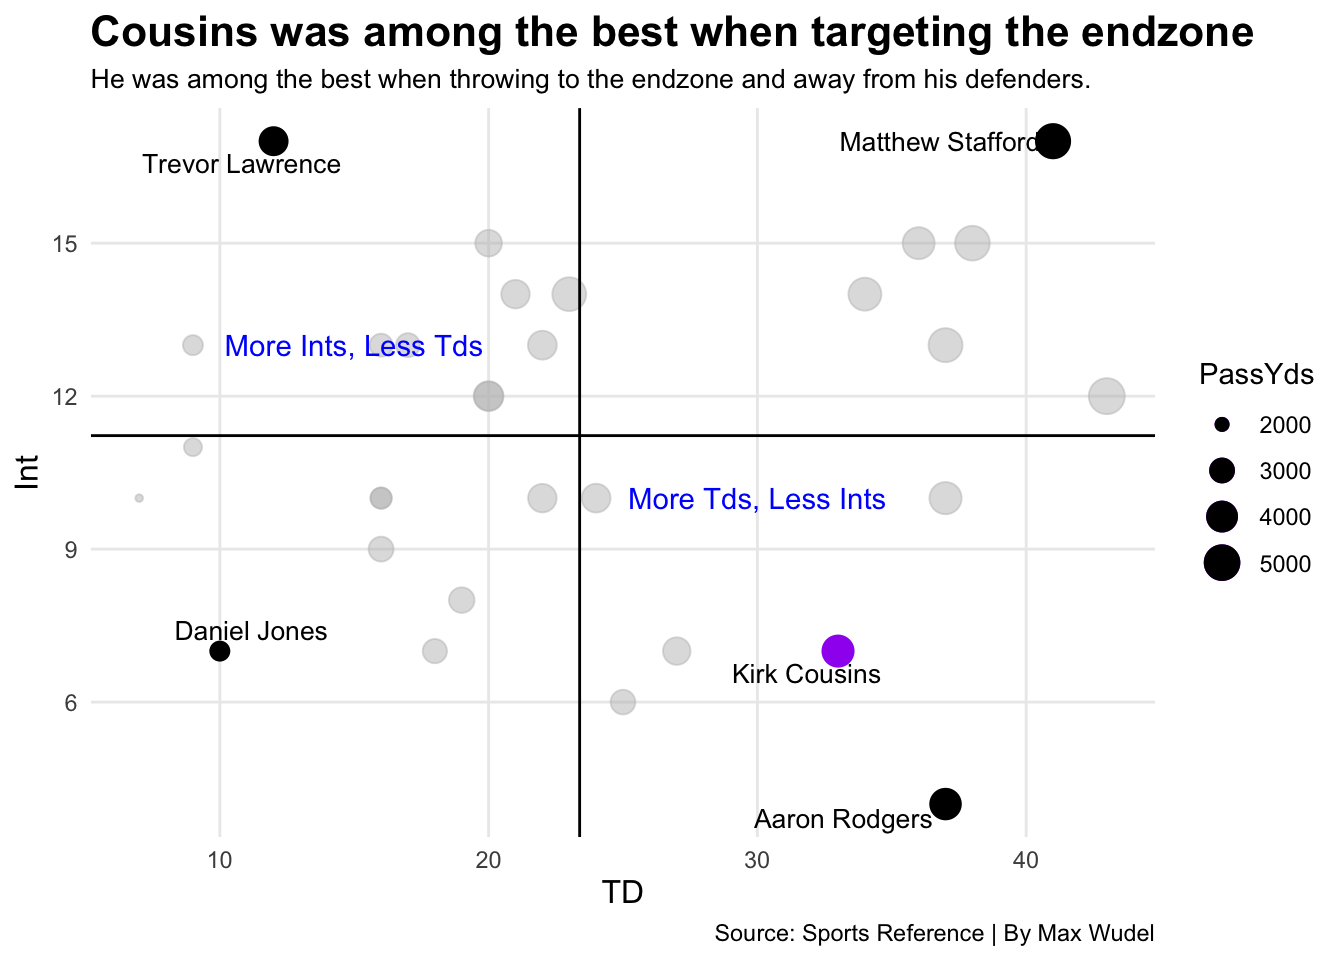 Cousins was among the best when targeting the endzone
He was among the best when throwing to the endzone and away from his defenders.
Trevor Lawrence
Matthew Stafford
15
More Ints, Less Tds
12
Int
More Tds, Less Ints
9
Daniel Jones
Kirk Cousins
6
Aaron Rodgers
10
20
30
40
TD
PassYds
2000
3000
4000
5000
Source: Sports Reference | By Max Wudel